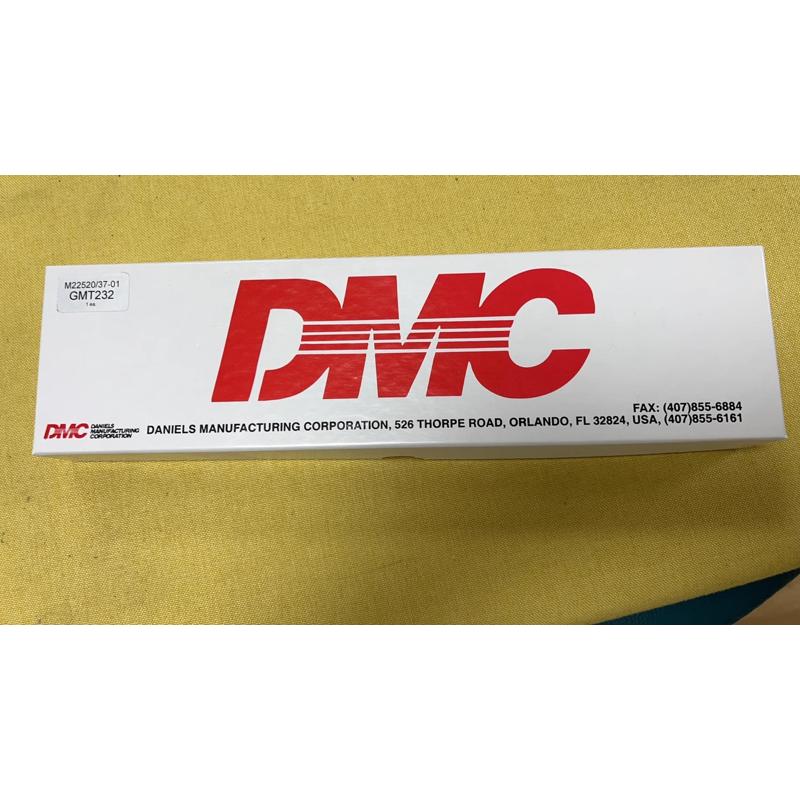 M22520/37-01
GMT232
1 ea.
DMC
FAX: (407)855-6884
DMC DANIELS
MANUFACTURING
CORPORATION
DANIELS MANUFACTURING CORPORATION, 526 THORPE ROAD, ORLANDO, FL 32824, USA, (407)855-6161